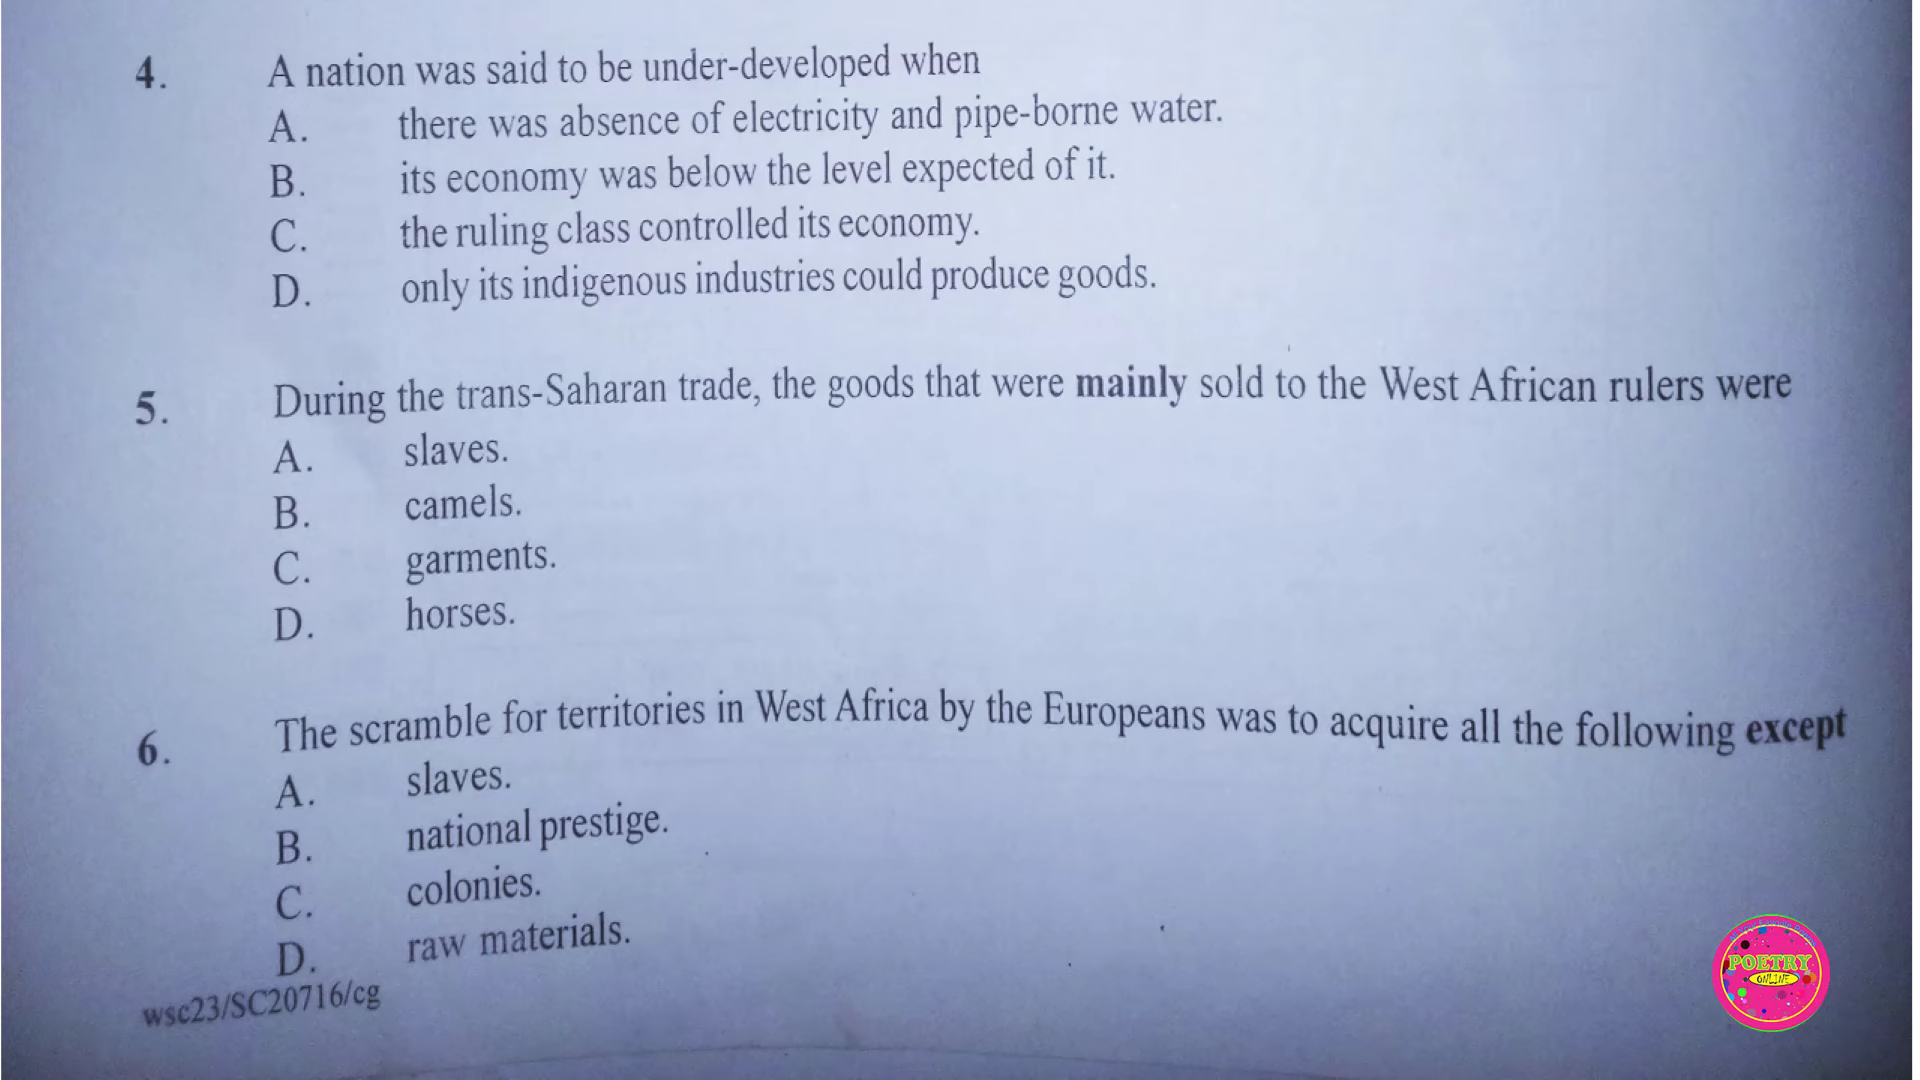 4. A nation was said to be under-developed when
A. there was absence of electricity and pipe-borne water.
B. its economy was below the level expected of it.
C. the ruling class controlled its economy.
D. only its indigenous industries could produce goods.
5. During the trans-Saharan trade, the goods that were mainly sold to the West African rulers were
A. slaves.
B. camels.
C. garments.
D. horses.
6. The scramble for territories in West Africa by the Europeans was to acquire all the following except
A. slaves.
B. national prestige.
C. colonies.
D. raw materials.
wsc23/SC20716/cg
POETRY
ONLINE